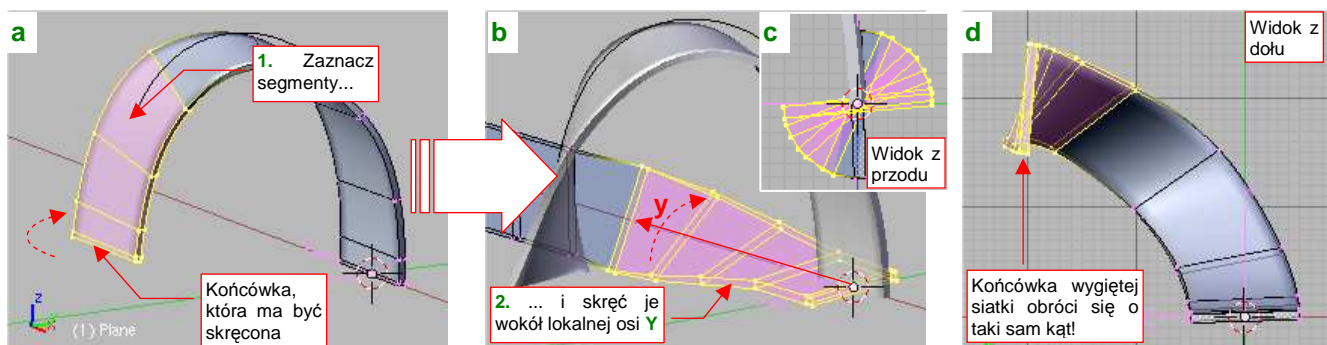 a
1. Zaznacz
segmenty...
Końcówka,
która ma być
skręcona
z
(1) Plane
b
y
2. ... i skręć je
wokół lokalnej osi Y
c
Widok z
przodu
d
Widok z
dołu
Końcówka wygiętej
siatki obróci się o
taki sam kąt!